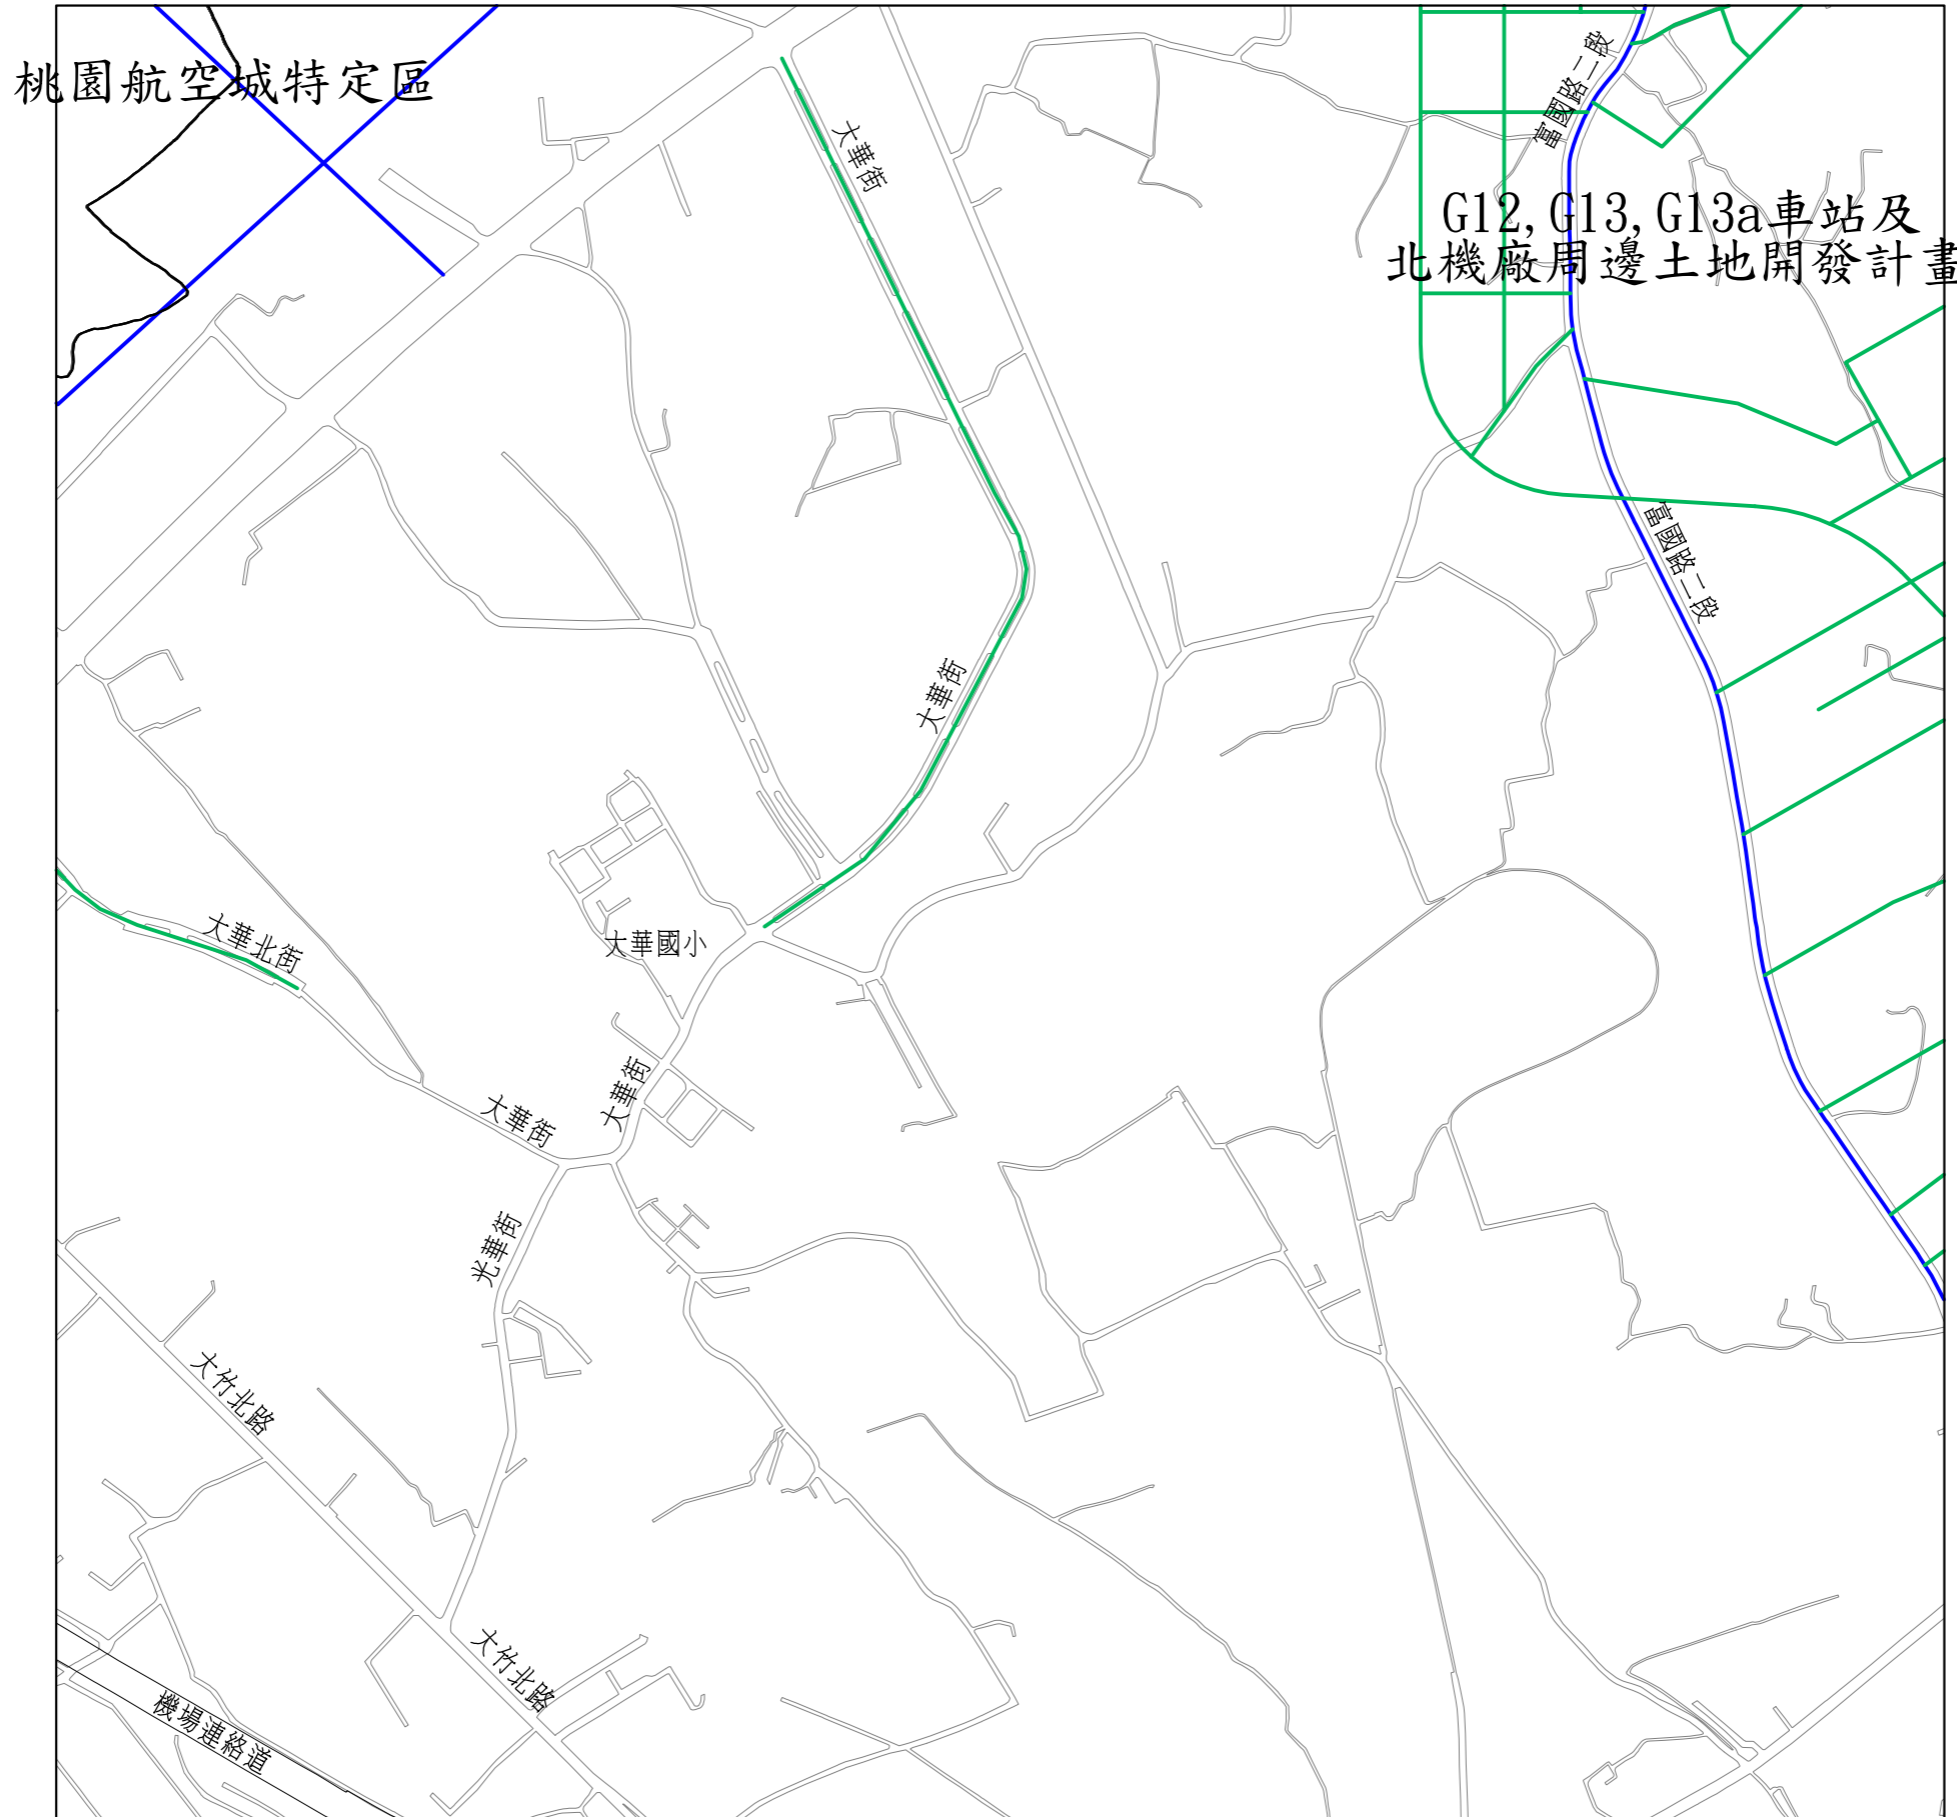 桃園航空城特定區
富國路二段
大華街
G12,G13,G13a車站及
北機廠周邊土地開發計畫
富國路二段
大華街
大華國小
大華北街
大華街
大華街
光華街
大竹北路
大竹北路
機場連絡道